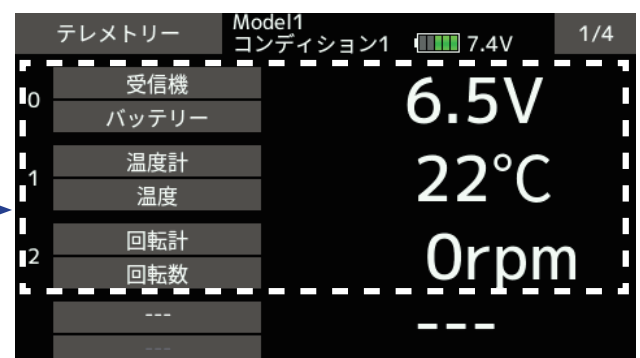 テレメトリー
Model1
コンディション1 7.4V
1/4
0
受信機
バッテリー
6.5V
1
温度計
温度
22°C
2
回転計
回転数
0rpm
---
---
---